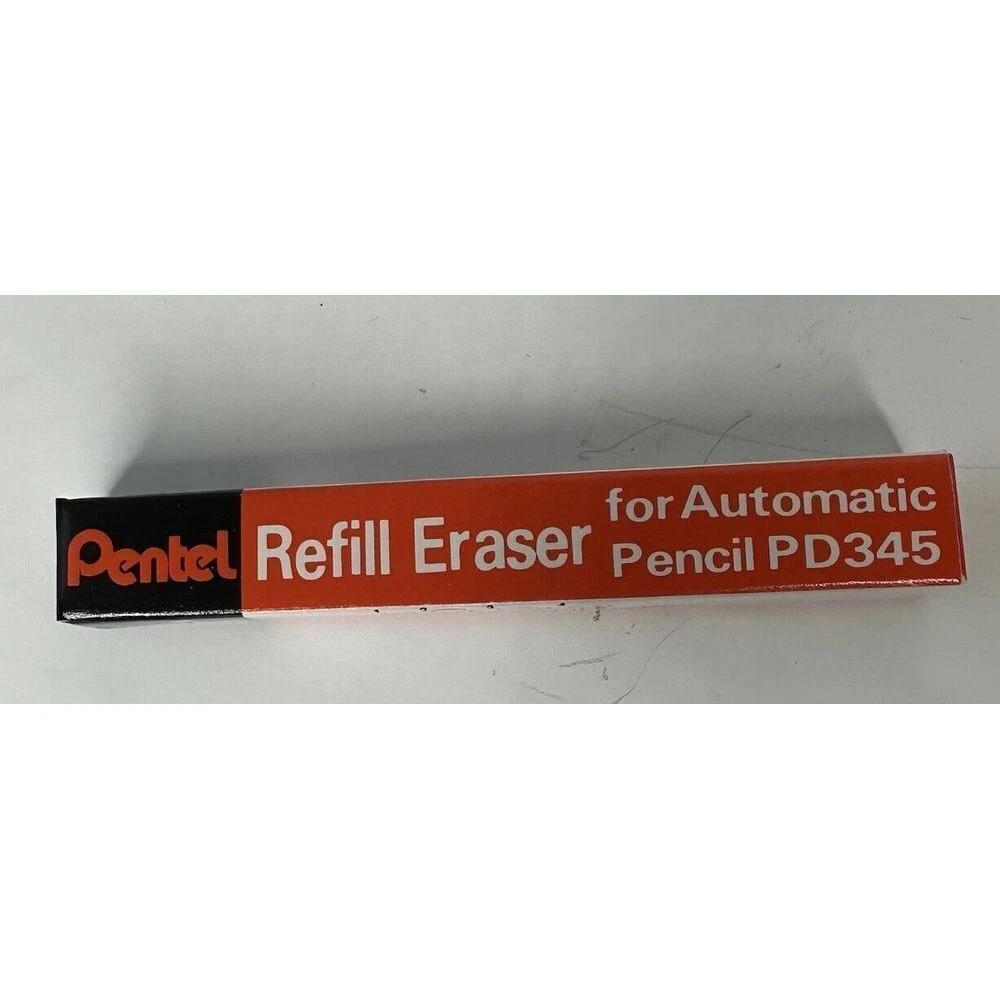 Pentel
Refill Eraser
for Automatic
Pencil PD345